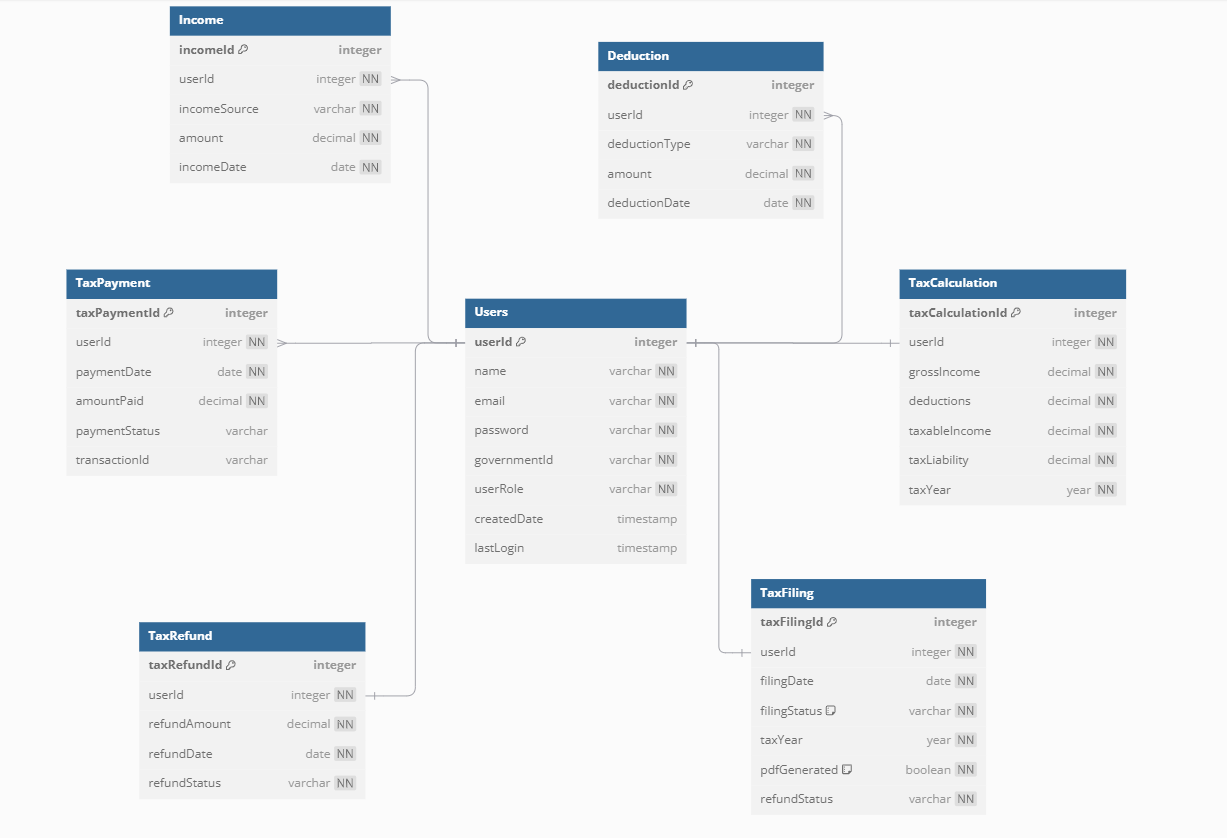 Income
incomeId integer
userId integer NN
incomeSource varchar NN
amount decimal NN
incomeDate date NN
Deduction
deductionId integer
userId integer NN
deductionType varchar NN
amount decimal NN
deductionDate date NN
TaxPayment
taxPaymentId integer
userId integer NN
paymentDate date NN
amountPaid decimal NN
paymentStatus varchar
transactionId varchar
Users
userId integer
name varchar NN
email varchar NN
password varchar NN
governmentId varchar NN
userRole varchar NN
createdDate timestamp
lastLogin timestamp
TaxCalculation
taxCalculationId integer
userId integer NN
grossIncome decimal NN
deductions decimal NN
taxableIncome decimal NN
taxLiability decimal NN
taxYear year NN
TaxRefund
taxRefundId integer
userId integer NN
refundAmount decimal NN
refundDate date NN
refundStatus varchar NN
TaxFiling
taxFilingId integer
userId integer NN
filingDate date NN
filingStatus varchar NN
taxYear year NN
pdfGenerated boolean NN
refundStatus varchar NN